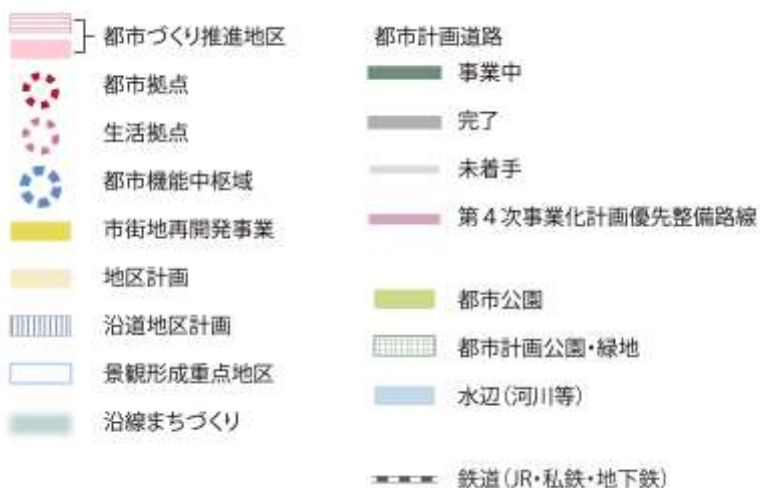 都市づくり推進地区
都市拠点
生活拠点
都市機能中枢域
市街地再開発事業
地区計画
沿道地区計画
景観形成重点地区
沿線まちづくり
都市計画道路
事業中
完了
未着手
第４次事業化計画優先整備路線
都市公園
都市計画公園・緑地
水辺（河川等）
鉄道（JR・私鉄・地下鉄）